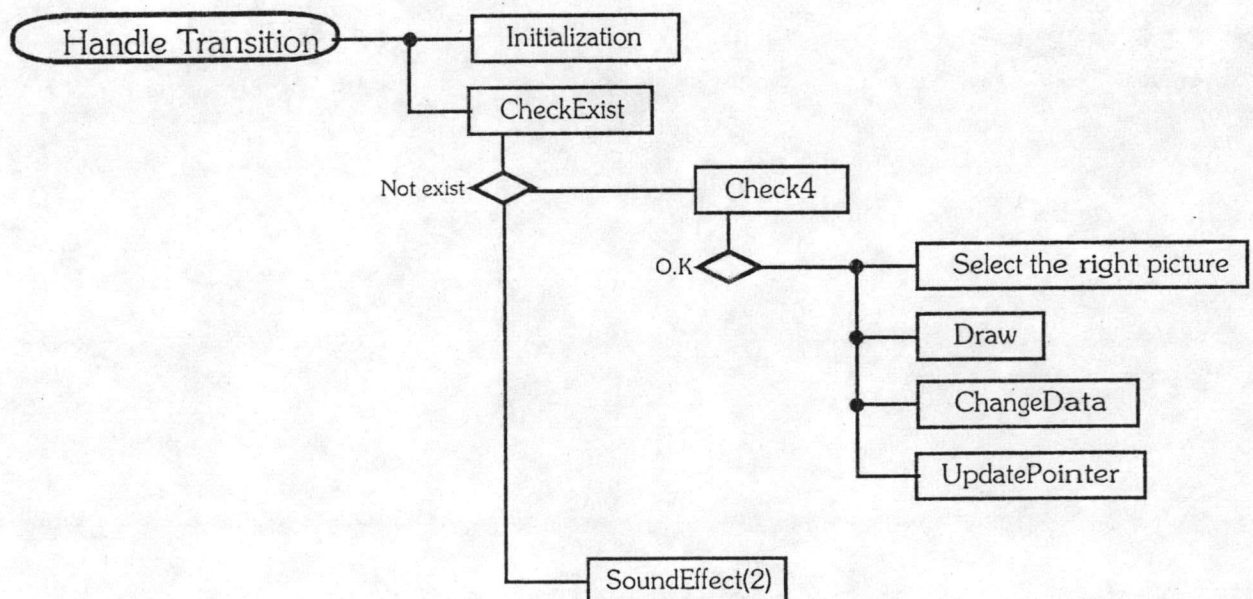 Handle Transition
Initialization
CheckExist
Not exist
Check4
O.K
Select the right picture
Draw
ChangeData
UpdatePointer
SoundEffect(2)